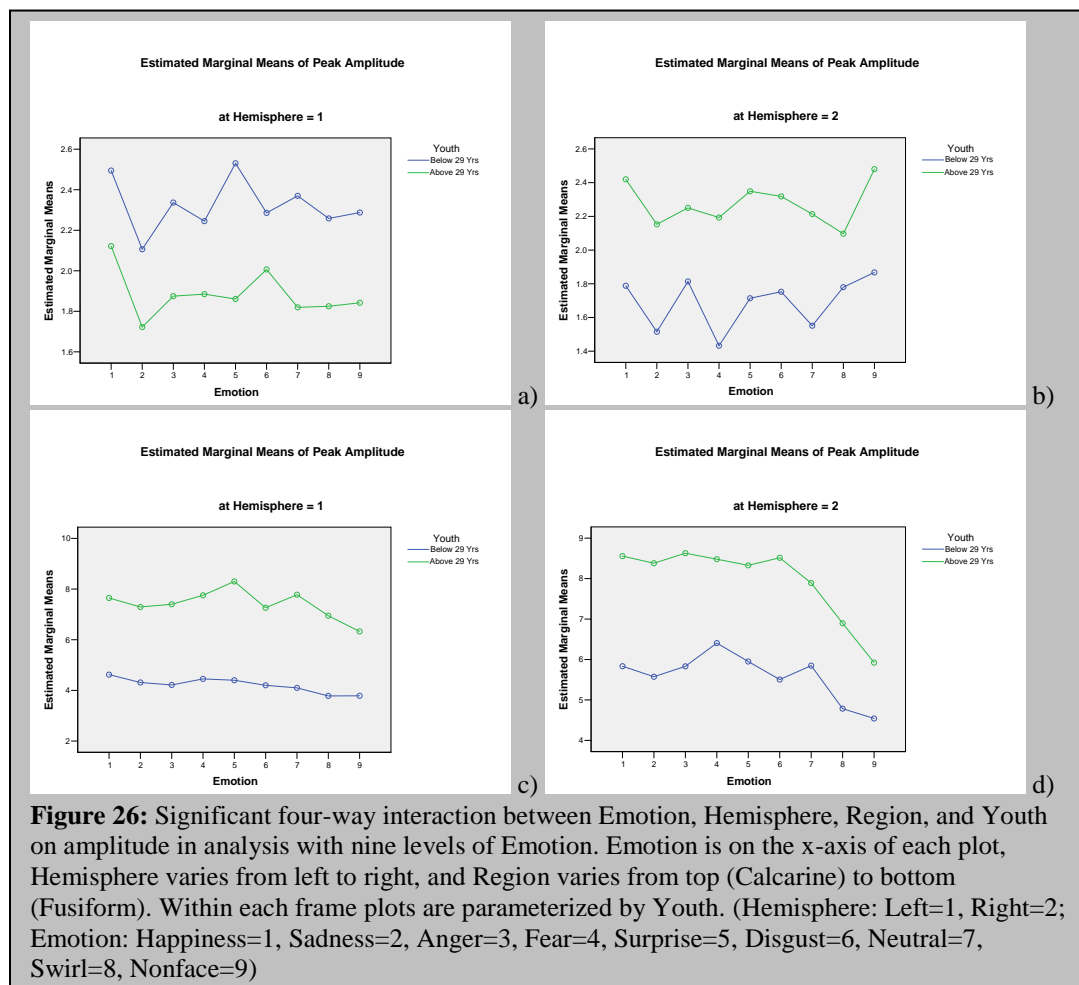 Estimated Marginal Means of Peak Amplitude
at Hemisphere = 1
Estimated Marginal Means
2.6
2.4
2.2
2.0
1.8
1.6
1 2 3 4 5 6 7 8 9
Emotion
Youth
Below 29 Yrs
Above 29 Yrs
a)
Estimated Marginal Means of Peak Amplitude
at Hemisphere = 2
Estimated Marginal Means
2.6
2.4
2.2
2.0
1.8
1.6
1.4
1 2 3 4 5 6 7 8 9
Emotion
Youth
Below 29 Yrs
Above 29 Yrs
b)
Estimated Marginal Means of Peak Amplitude
at Hemisphere = 1
Estimated Marginal Means
10
8
6
4
2
1 2 3 4 5 6 7 8 9
Emotion
Youth
Below 29 Yrs
Above 29 Yrs
c)
Estimated Marginal Means of Peak Amplitude
at Hemisphere = 2
Estimated Marginal Means
9
8
7
6
5
4
1 2 3 4 5 6 7 8 9
Emotion
Youth
Below 29 Yrs
Above 29 Yrs
d)
Figure 26: Significant four-way interaction between Emotion, Hemisphere, Region, and Youth
on amplitude in analysis with nine levels of Emotion. Emotion is on the x-axis of each plot,
Hemisphere varies from left to right, and Region varies from top (Calcarine) to bottom
(Fusiform). Within each frame plots are parameterized by Youth. (Hemisphere: Left=1, Right=2;
Emotion: Happiness=1, Sadness=2, Anger=3, Fear=4, Surprise=5, Disgust=6, Neutral=7,
Swirl=8, Nonface=9)